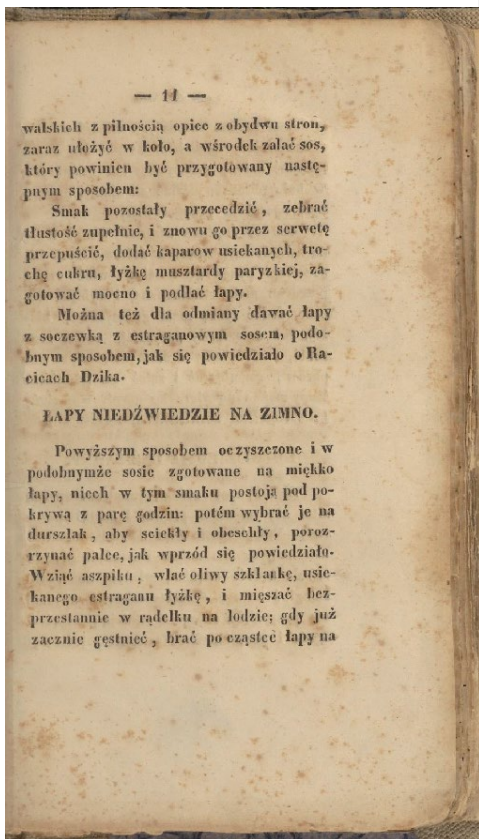 — 11 —
walskich z pilnością opiec z obydwu stron,
zaraz ułożyć w koło, a wśrodek zalać sos,
który powinien być przygotowany nastę-
pnym sposobem:
Smak pozostały przecedzić, zebrać
tłustość zupełnie, i znowu go przez serwetę
przepuścić, dodać kaparow usiekanych, tro-
chę cukru, łyżkę musztardy paryzkiej, za-
gotować mocno i podlać łapy.
Można też dla odmiany dawać łapy
z soczewką z estraganowym sosem, podo-
bnym sposobem, jak się powiedziało o Ra-
cicach Dzika.
ŁAPY NIEDŹWIEDZIE NA ZIMNO.
Powyższym sposobem oczyszczone i w
podobnymże sosie zgotowane na miękko
łapy, niech w tym smaku postoją pod po-
krywą z parę godzin: potém wybrać je na
durszlak, aby sciekły i obeschły, poroz-
rzynać palce, jak wprzód się powiedziało.
Wziąć aszpiku, wlać oliwy szklankę, usie-
kanego estraganu łyżkę, i mięszać bez-
przestannie w rądelku na lodzie; gdy już
zacznie gęstnieć, brać po cząstce łapy na